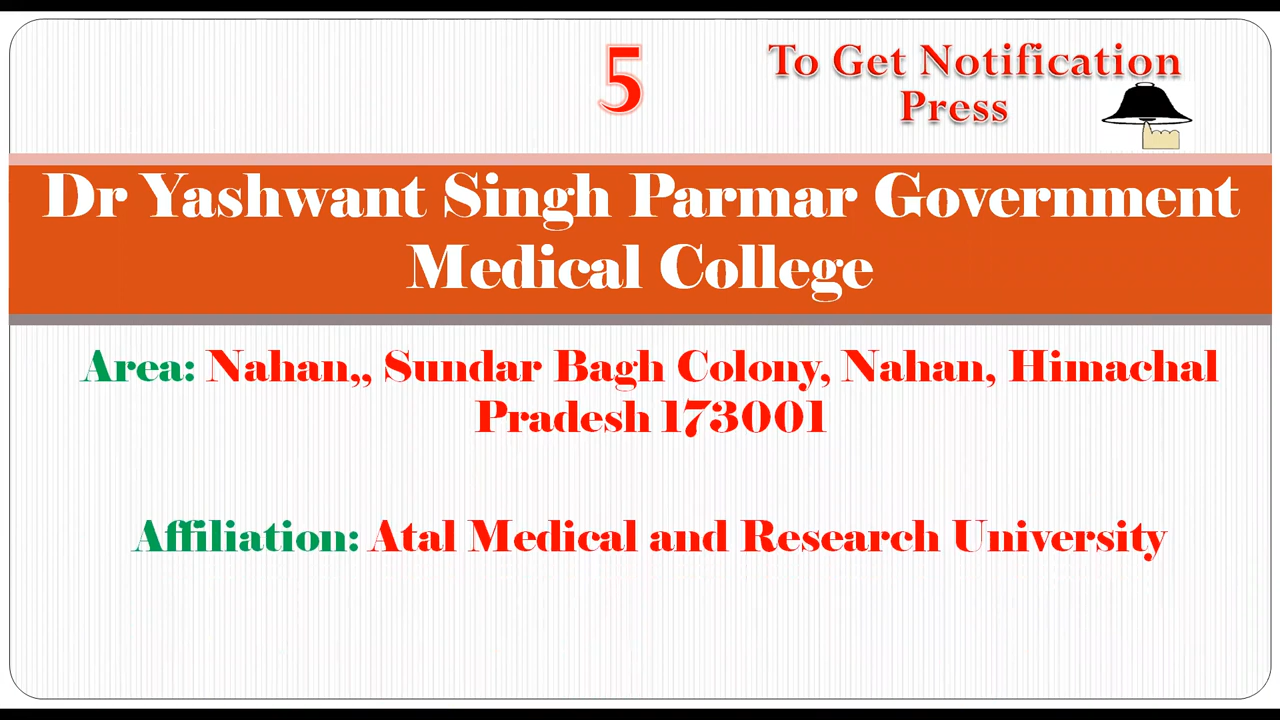 5
To Get Notification
Press
Dr Yashwant Singh Parmar Government
Medical College
Area: Nahan,, Sundar Bagh Colony, Nahan, Himachal
Pradesh 173001
Affiliation: Atal Medical and Research University